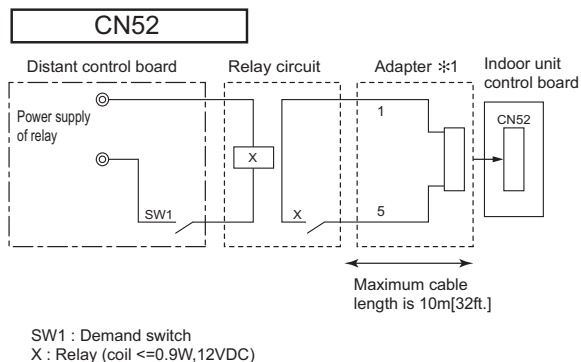 CN52
Distant control board
Relay circuit
Adapter ※1
Indoor unit
control board
Power supply
of relay
1
CN52
X
SW1
X
5
Maximum cable
length is 10m[32ft.]
SW1 : Demand switch
X : Relay (coil <=0.9W,12VDC)